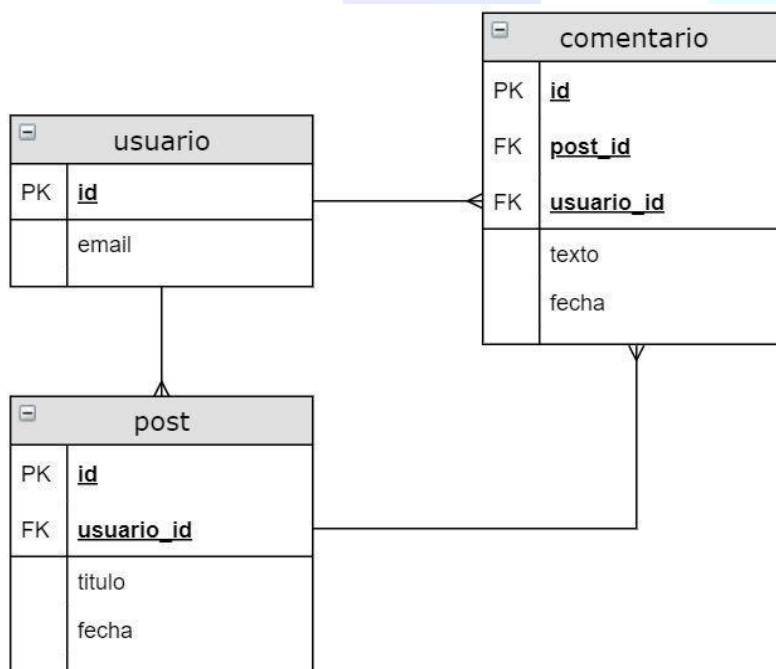 comentario
PK id
FK post_id
FK usuario_id
texto
fecha
usuario
PK id
email
post
PK id
FK usuario_id
titulo
fecha